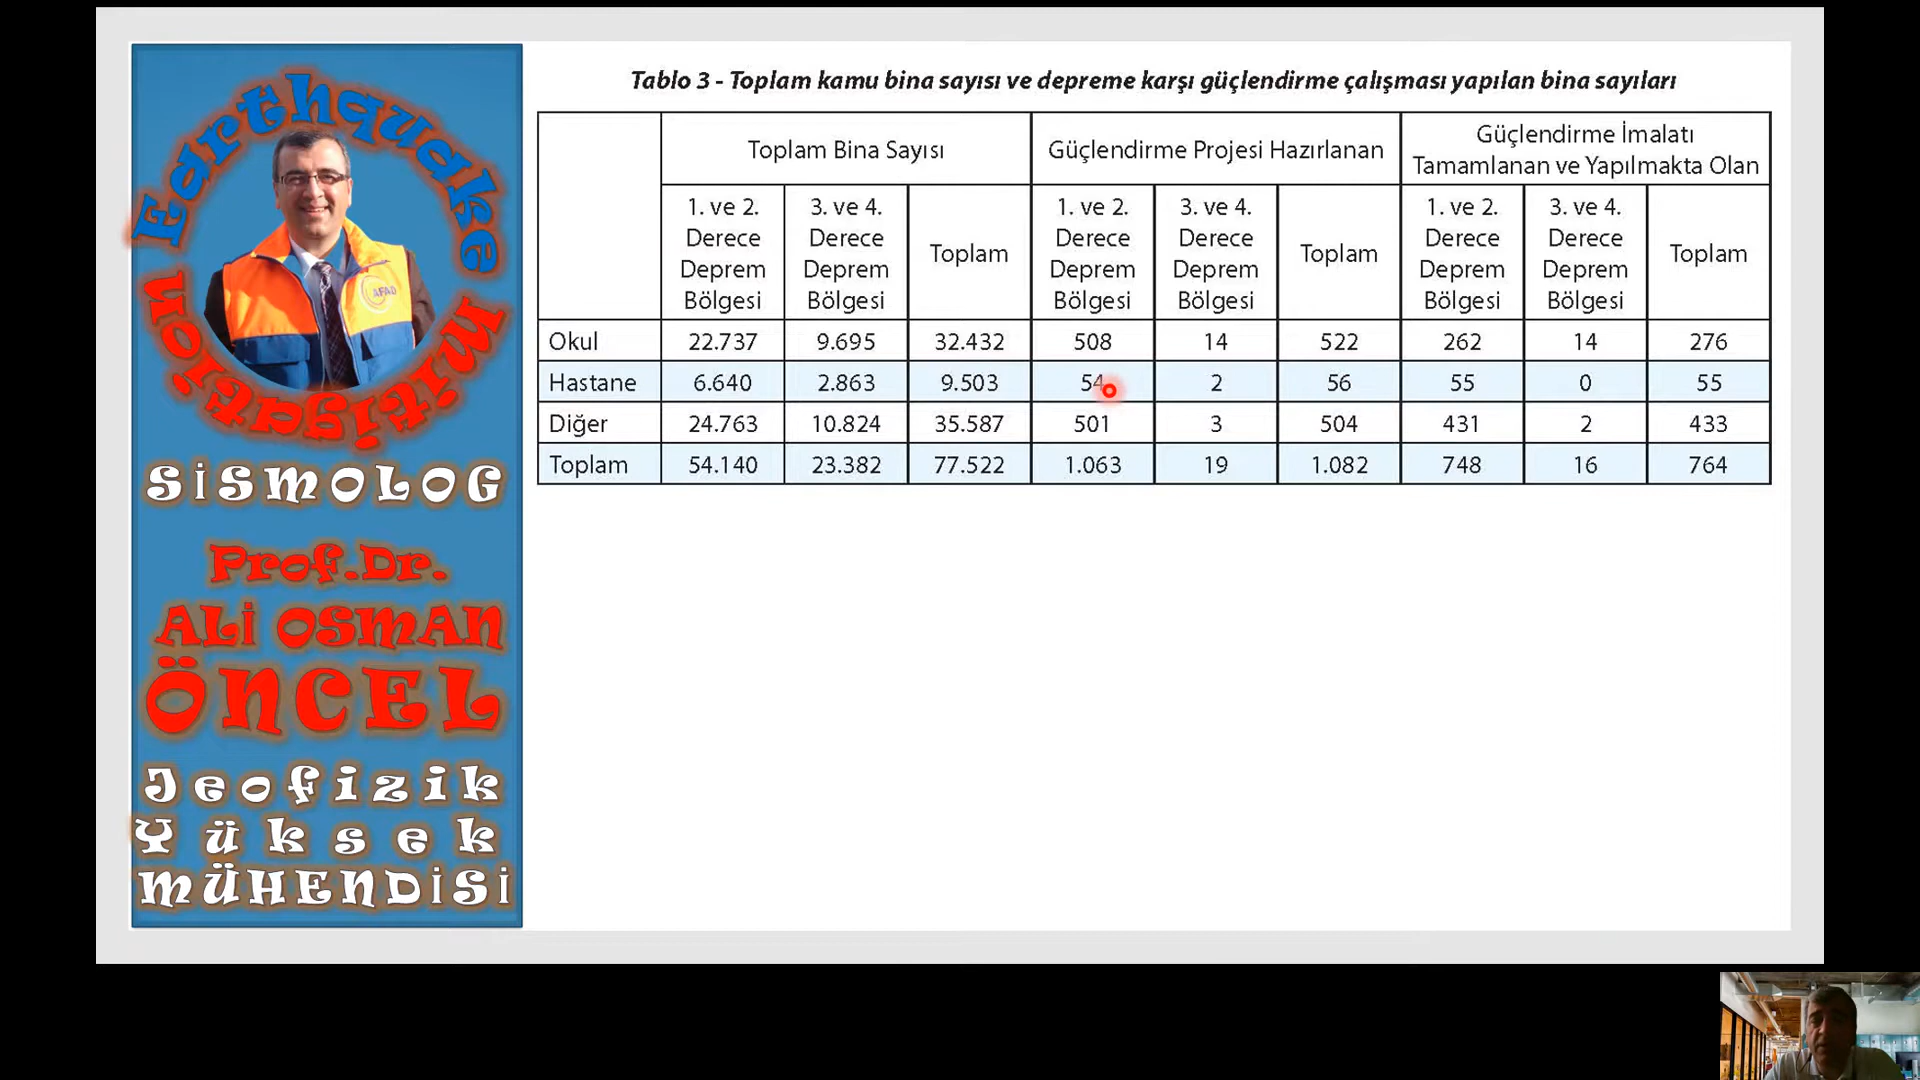 Earthquake
Mitigation
AFAD
SİSMOLOG
Prof.Dr.
ALİ OSMAN
ÖNCEL
Jeofizik
Yüksek
MÜHENDİSİ
Tablo 3 - Toplam kamu bina sayısı ve depreme karşı güçlendirme çalışması yapılan bina sayıları
Toplam Bina Sayısı
Güçlendirme Projesi Hazırlanan
Güçlendirme İmalatı
Tamamlanan ve Yapılmakta Olan
1. ve 2. 3. ve 4. 1. ve 2. 3. ve 4. 1. ve 2. 3. ve 4.
Derece Derece Toplam Derece Derece Toplam Derece Derece Toplam
Deprem Deprem Deprem Deprem Deprem Deprem
Bölgesi Bölgesi Bölgesi Bölgesi Bölgesi Bölgesi
Okul 22.737 9.695 32.432 508 14 522 262 14 276
Hastane 6.640 2.863 9.503 54 2 56 55 0 55
Diğer 24.763 10.824 35.587 501 3 504 431 2 433
Toplam 54.140 23.382 77.522 1.063 19 1.082 748 16 764